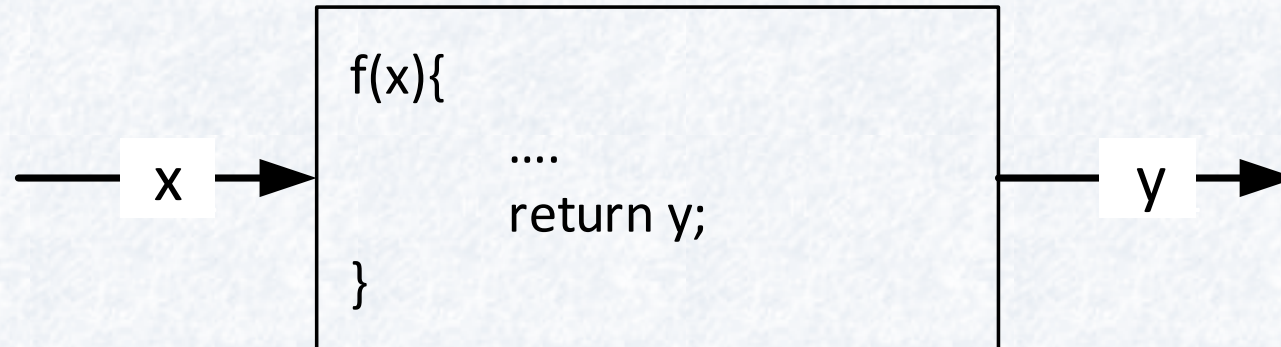 f(x){
....
x
y
return y;
}